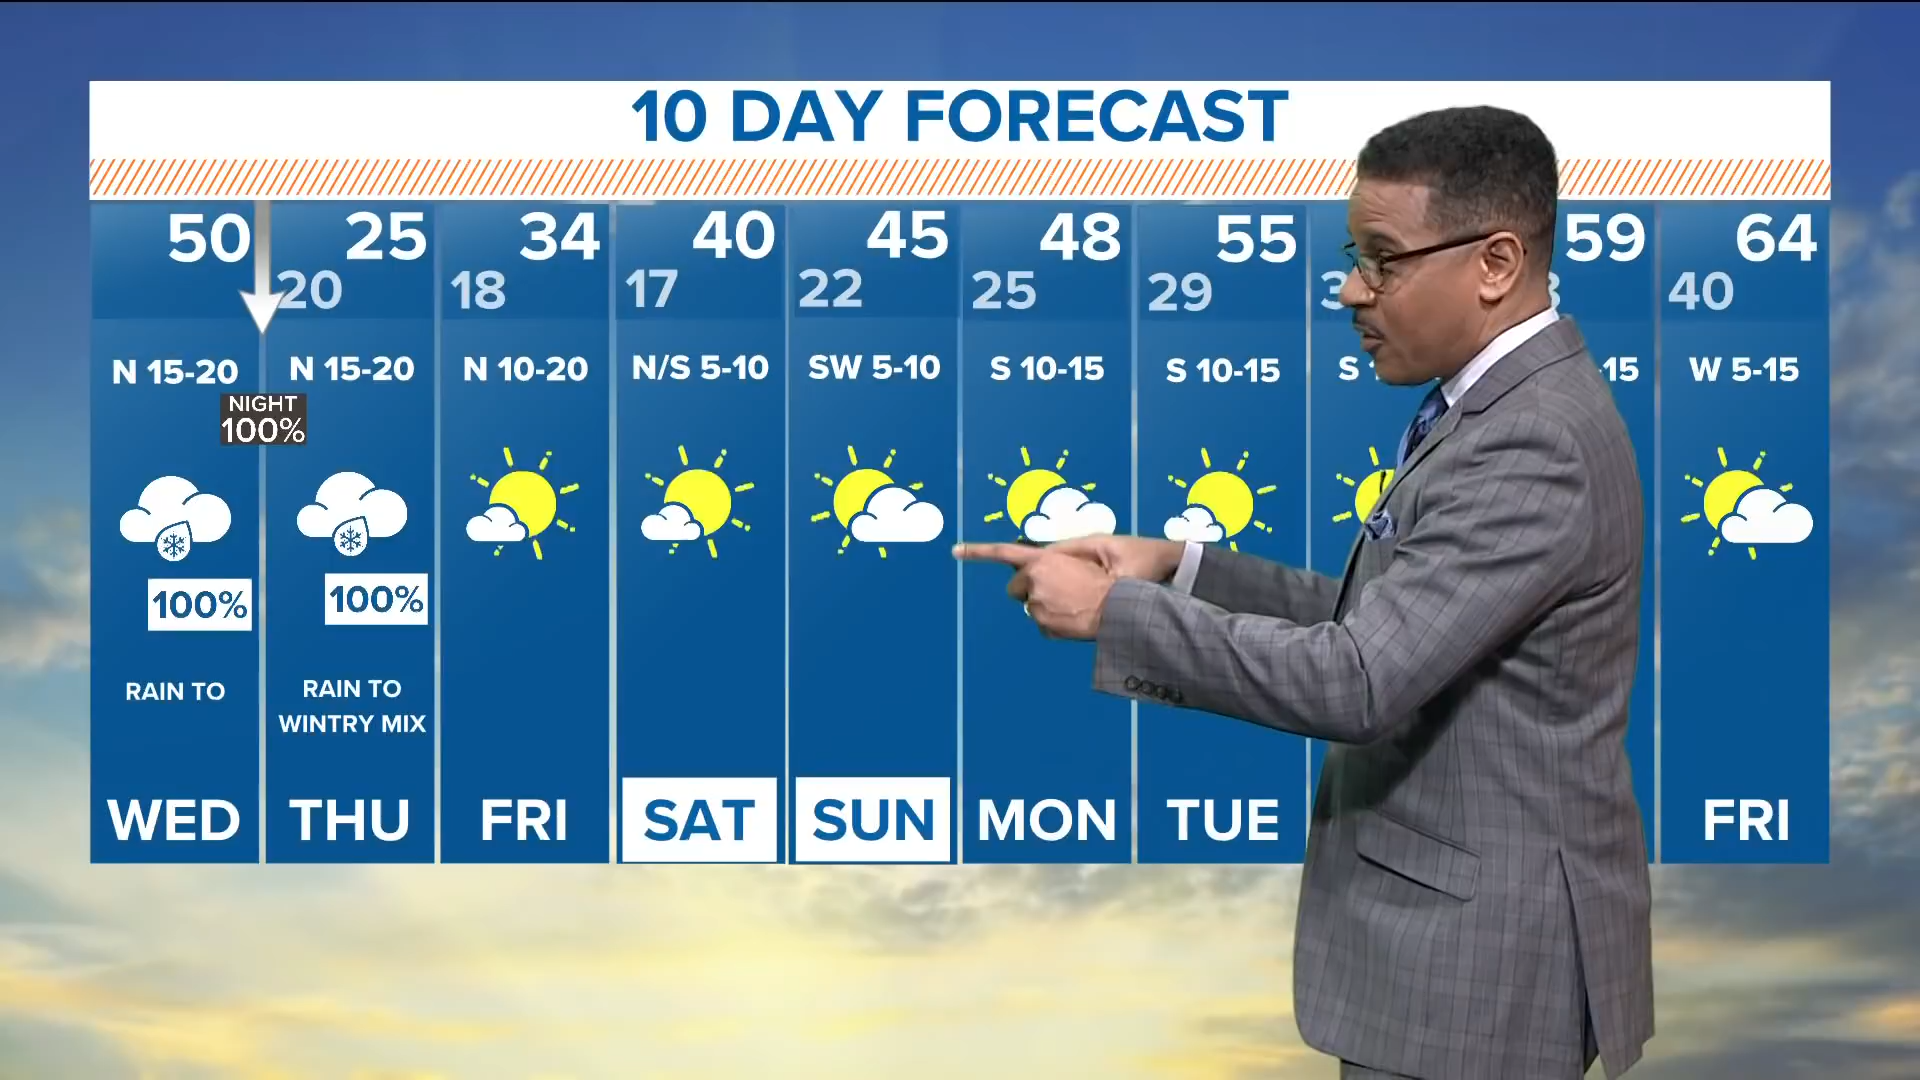 10 DAY FORECAST
50 25 34 40 45 48 55 59 64
20 18 17 22 25 29 40
N 15-20 N 15-20 N 10-20 N/S 5-10 SW 5-10 S 10-15 S 10-15 S -15 W 5-15
NIGHT
100%
100% 100%
RAIN TO RAIN TO
WINTRY MIX
WED THU FRI SAT SUN MON TUE FRI